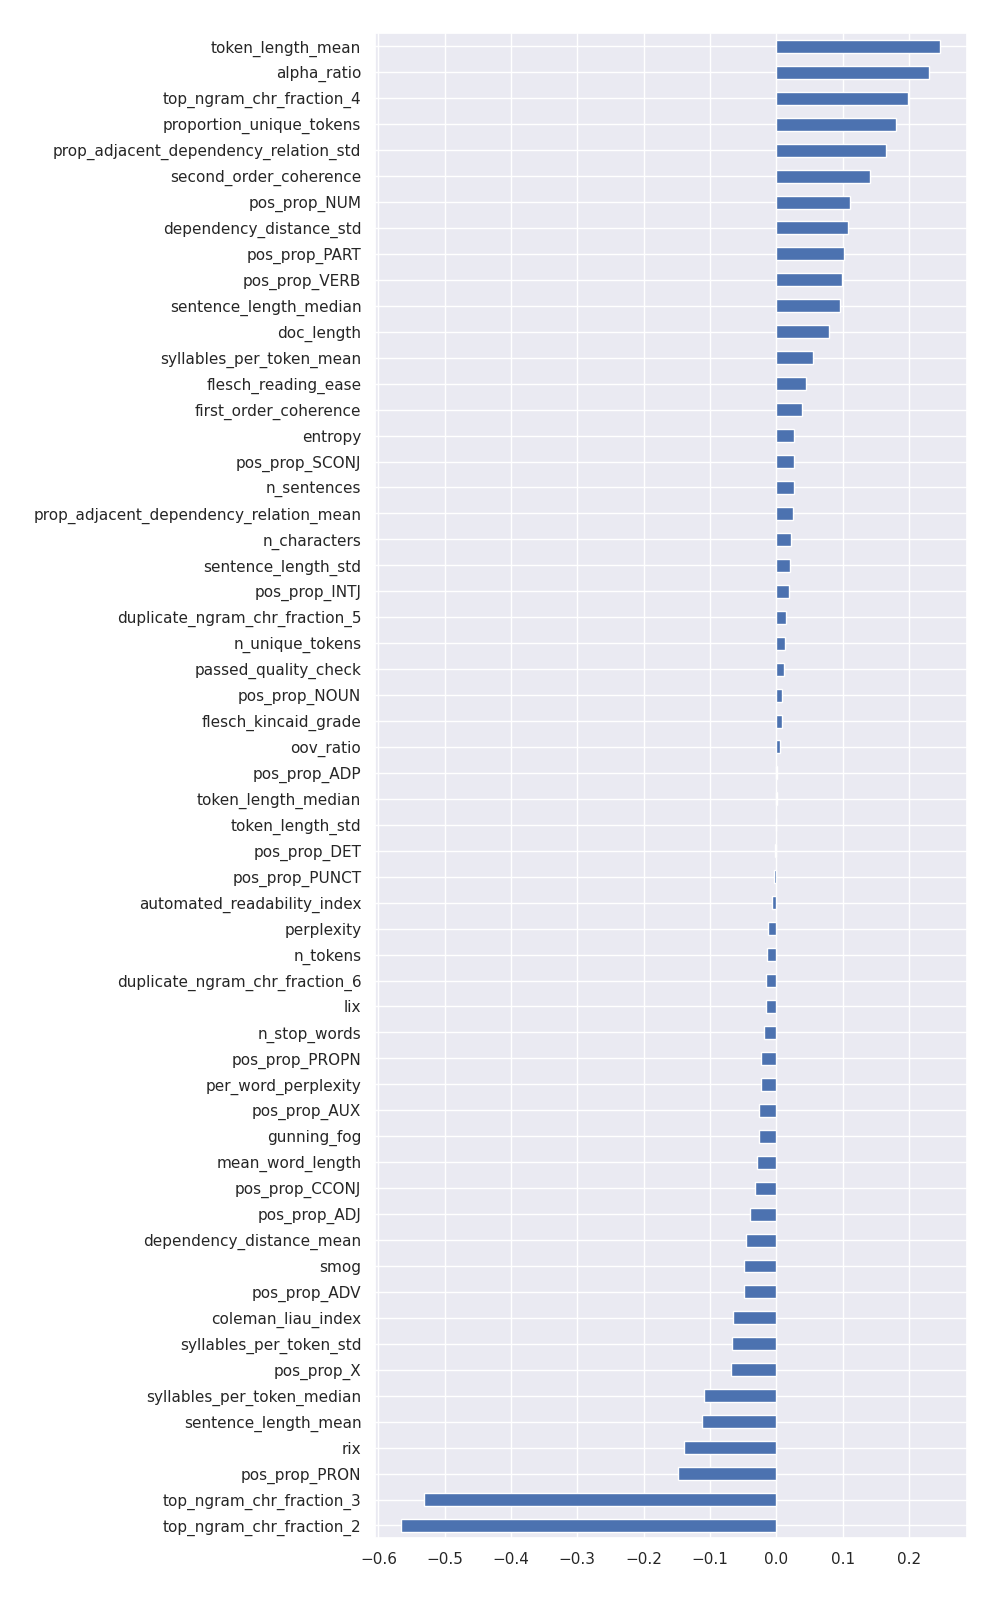 token_length_mean
alpha_ratio
top_ngram_chr_fraction_4
proportion_unique_tokens
prop_adjacent_dependency_relation_std
second_order_coherence
pos_prop_NUM
dependency_distance_std
pos_prop_PART
pos_prop_VERB
sentence_length_median
doc_length
syllables_per_token_mean
flesch_reading_ease
first_order_coherence
entropy
pos_prop_SCONJ
n_sentences
prop_adjacent_dependency_relation_mean
n_characters
sentence_length_std
pos_prop_INTJ
duplicate_ngram_chr_fraction_5
n_unique_tokens
passed_quality_check
pos_prop_NOUN
flesch_kincaid_grade
oov_ratio
pos_prop_ADP
token_length_median
token_length_std
pos_prop_DET
pos_prop_PUNCT
automated_readability_index
perplexity
n_tokens
duplicate_ngram_chr_fraction_6
lix
n_stop_words
pos_prop_PROPN
per_word_perplexity
pos_prop_AUX
gunning_fog
mean_word_length
pos_prop_CCONJ
pos_prop_ADJ
dependency_distance_mean
smog
pos_prop_ADV
coleman_liau_index
syllables_per_token_std
pos_prop_X
syllables_per_token_median
sentence_length_mean
rix
pos_prop_PRON
top_ngram_chr_fraction_3
top_ngram_chr_fraction_2
−0.6 −0.5 −0.4 −0.3 −0.2 −0.1 0.0 0.1 0.2